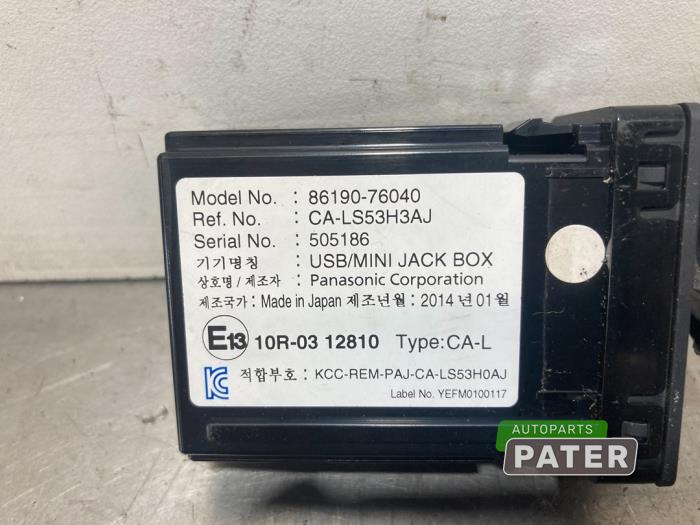 Model No. : 86190-76040
Ref. No. : CA-LS53H3AJ
Serial No. : 505186
기기명칭 : USB/MINI JACK BOX
상호명 / 제조자 : Panasonic Corporation
제조국가 : Made in Japan 제조년월 : 2014 년 01 월
E13 10R-03 12810 Type:CA-L
적합부호 : KCC-REM-PAJ-CA-LS53H0AJ
Label No. YEFM0100117
AUTOPARTS
PATER